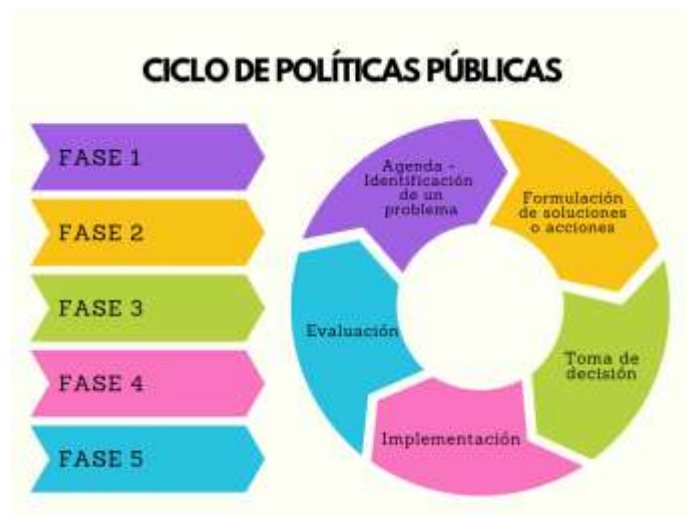 CICLO DE POLÍTICAS PÚBLICAS
FASE 1
FASE 2
FASE 3
FASE 4
FASE 5
Agenda -
Identificación
de un
problema
Formulación
de soluciones
o acciones
Toma de
decisión
Implementación
Evaluación